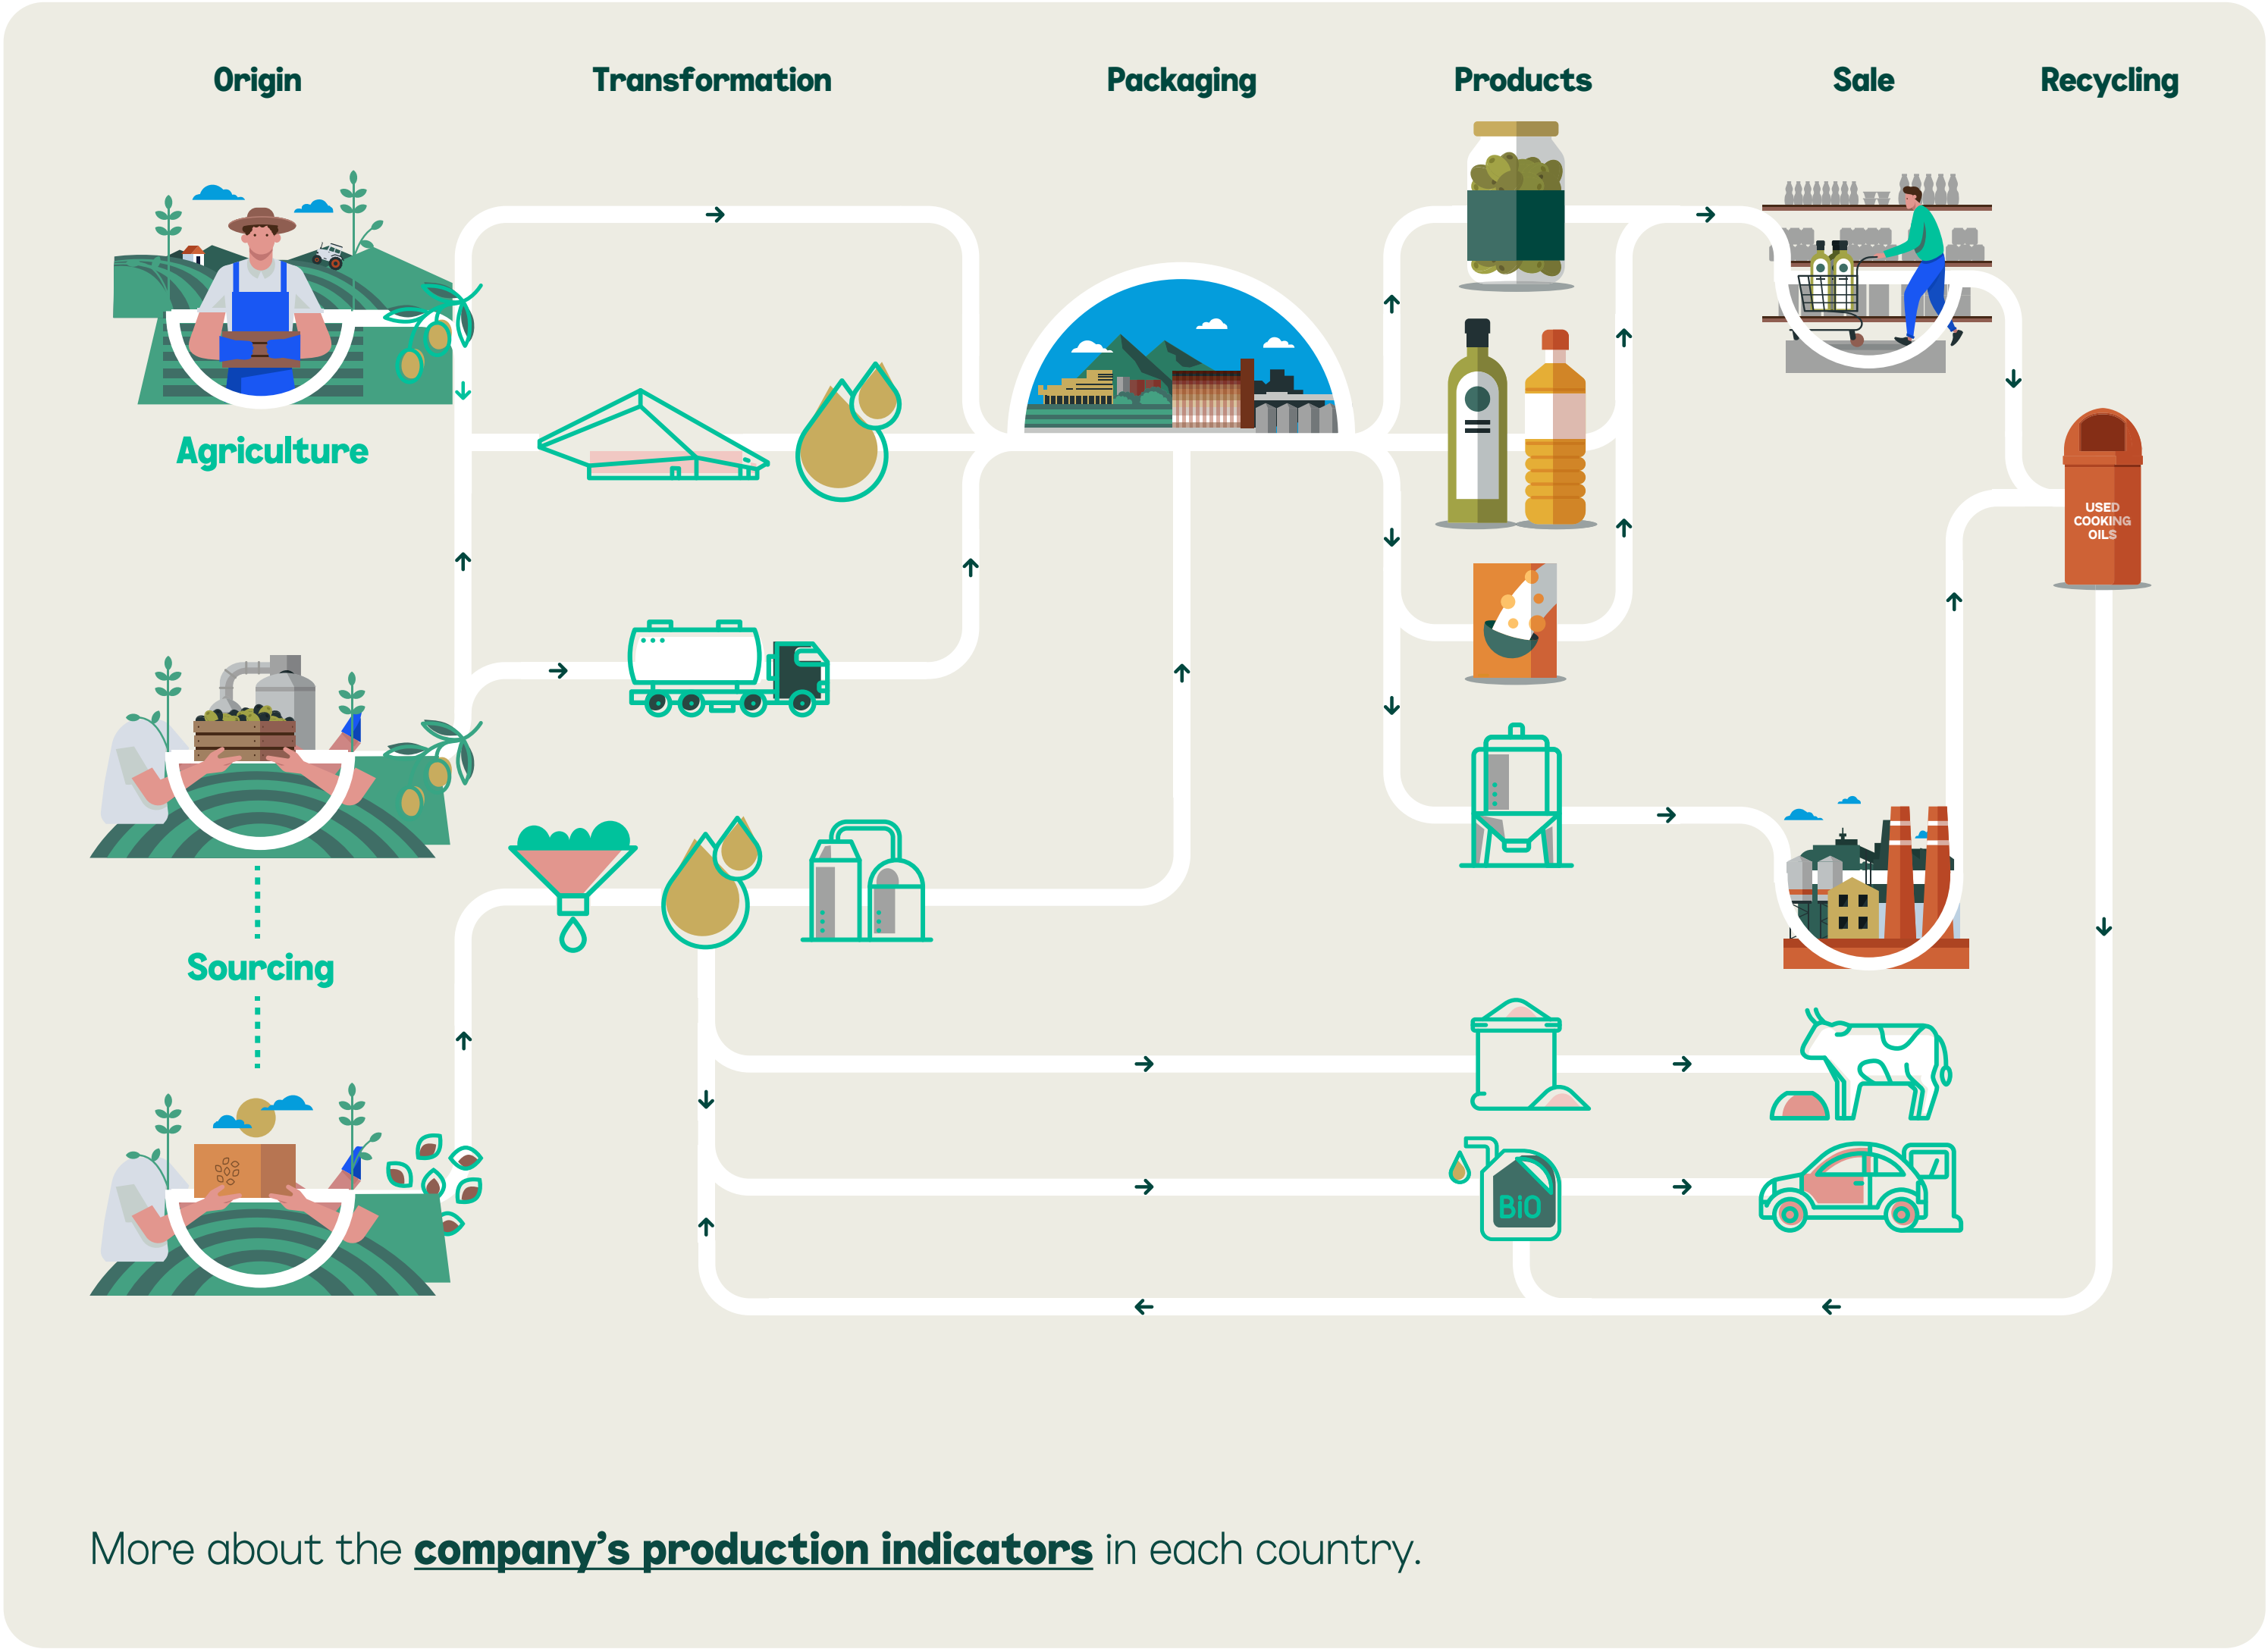 Origin
Transformation
Packaging
Products
Sale
Recycling
Agriculture
USED
COOKING
OILS
Sourcing
BiO
More about the company's production indicators in each country.